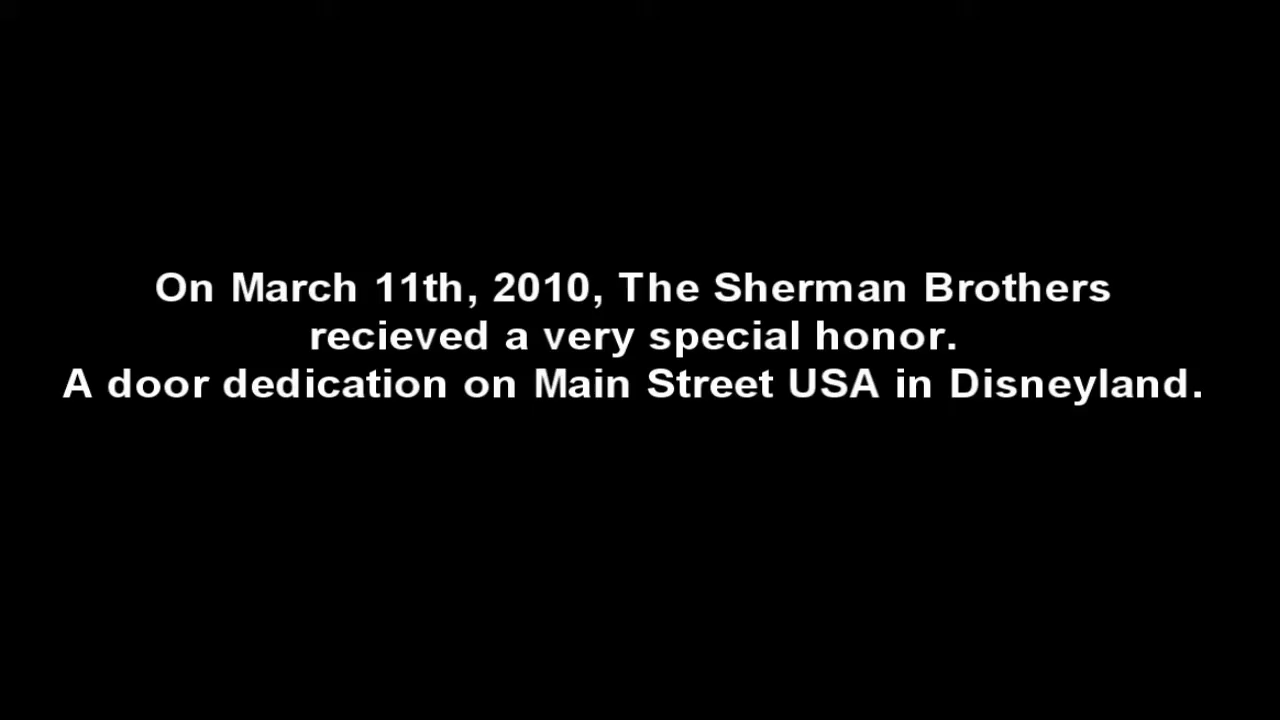 On March 11th, 2010, The Sherman Brothers
recieved a very special honor.
A door dedication on Main Street USA in Disneyland.